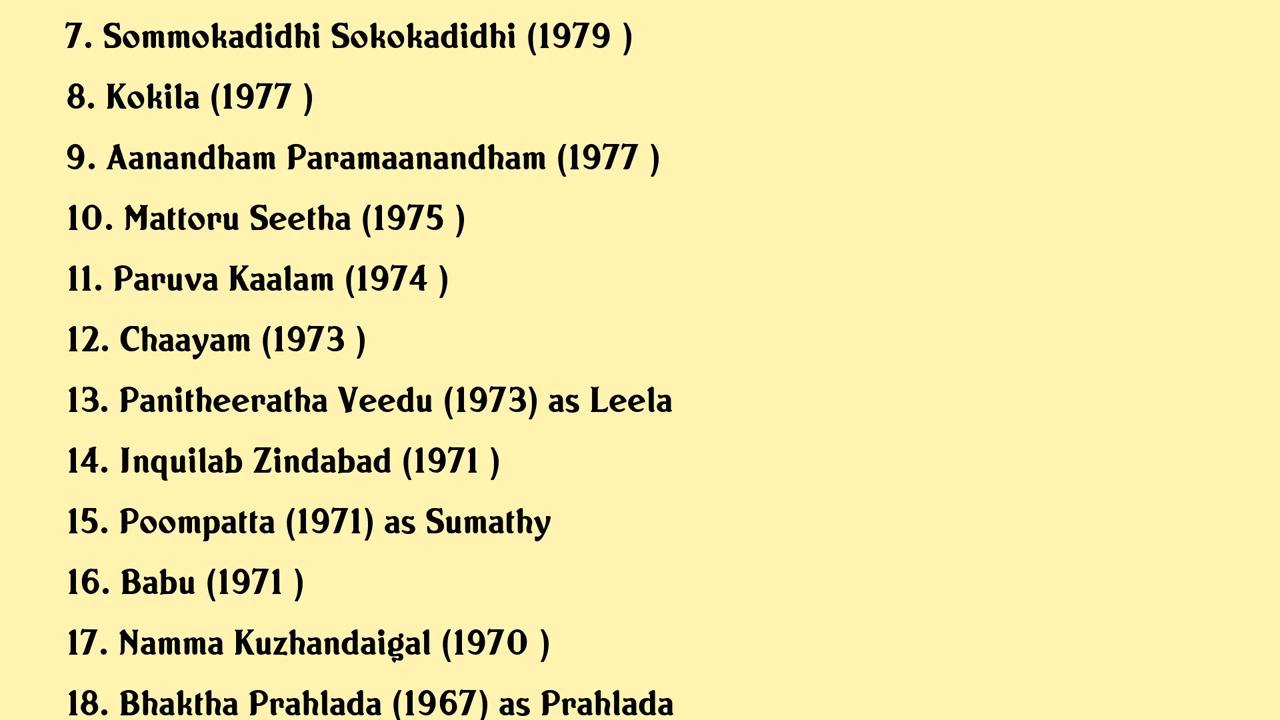 7. Sommokadidhi Sokokadidhi (1979 )
8. Kokila (1977 )
9. Aanandham Paramaanandham (1977 )
10. Mattoru Seetha (1975 )
11. Paruva Kaalam (1974 )
12. Chaayam (1973 )
13. Panitheeratha Veedu (1973) as Leela
14. Inquilab Zindabad (1971 )
15. Poompatta (1971) as Sumathy
16. Babu (1971 )
17. Namma Kuzhandaigal (1970 )
18. Bhaktha Prahlada (1967) as Prahlada